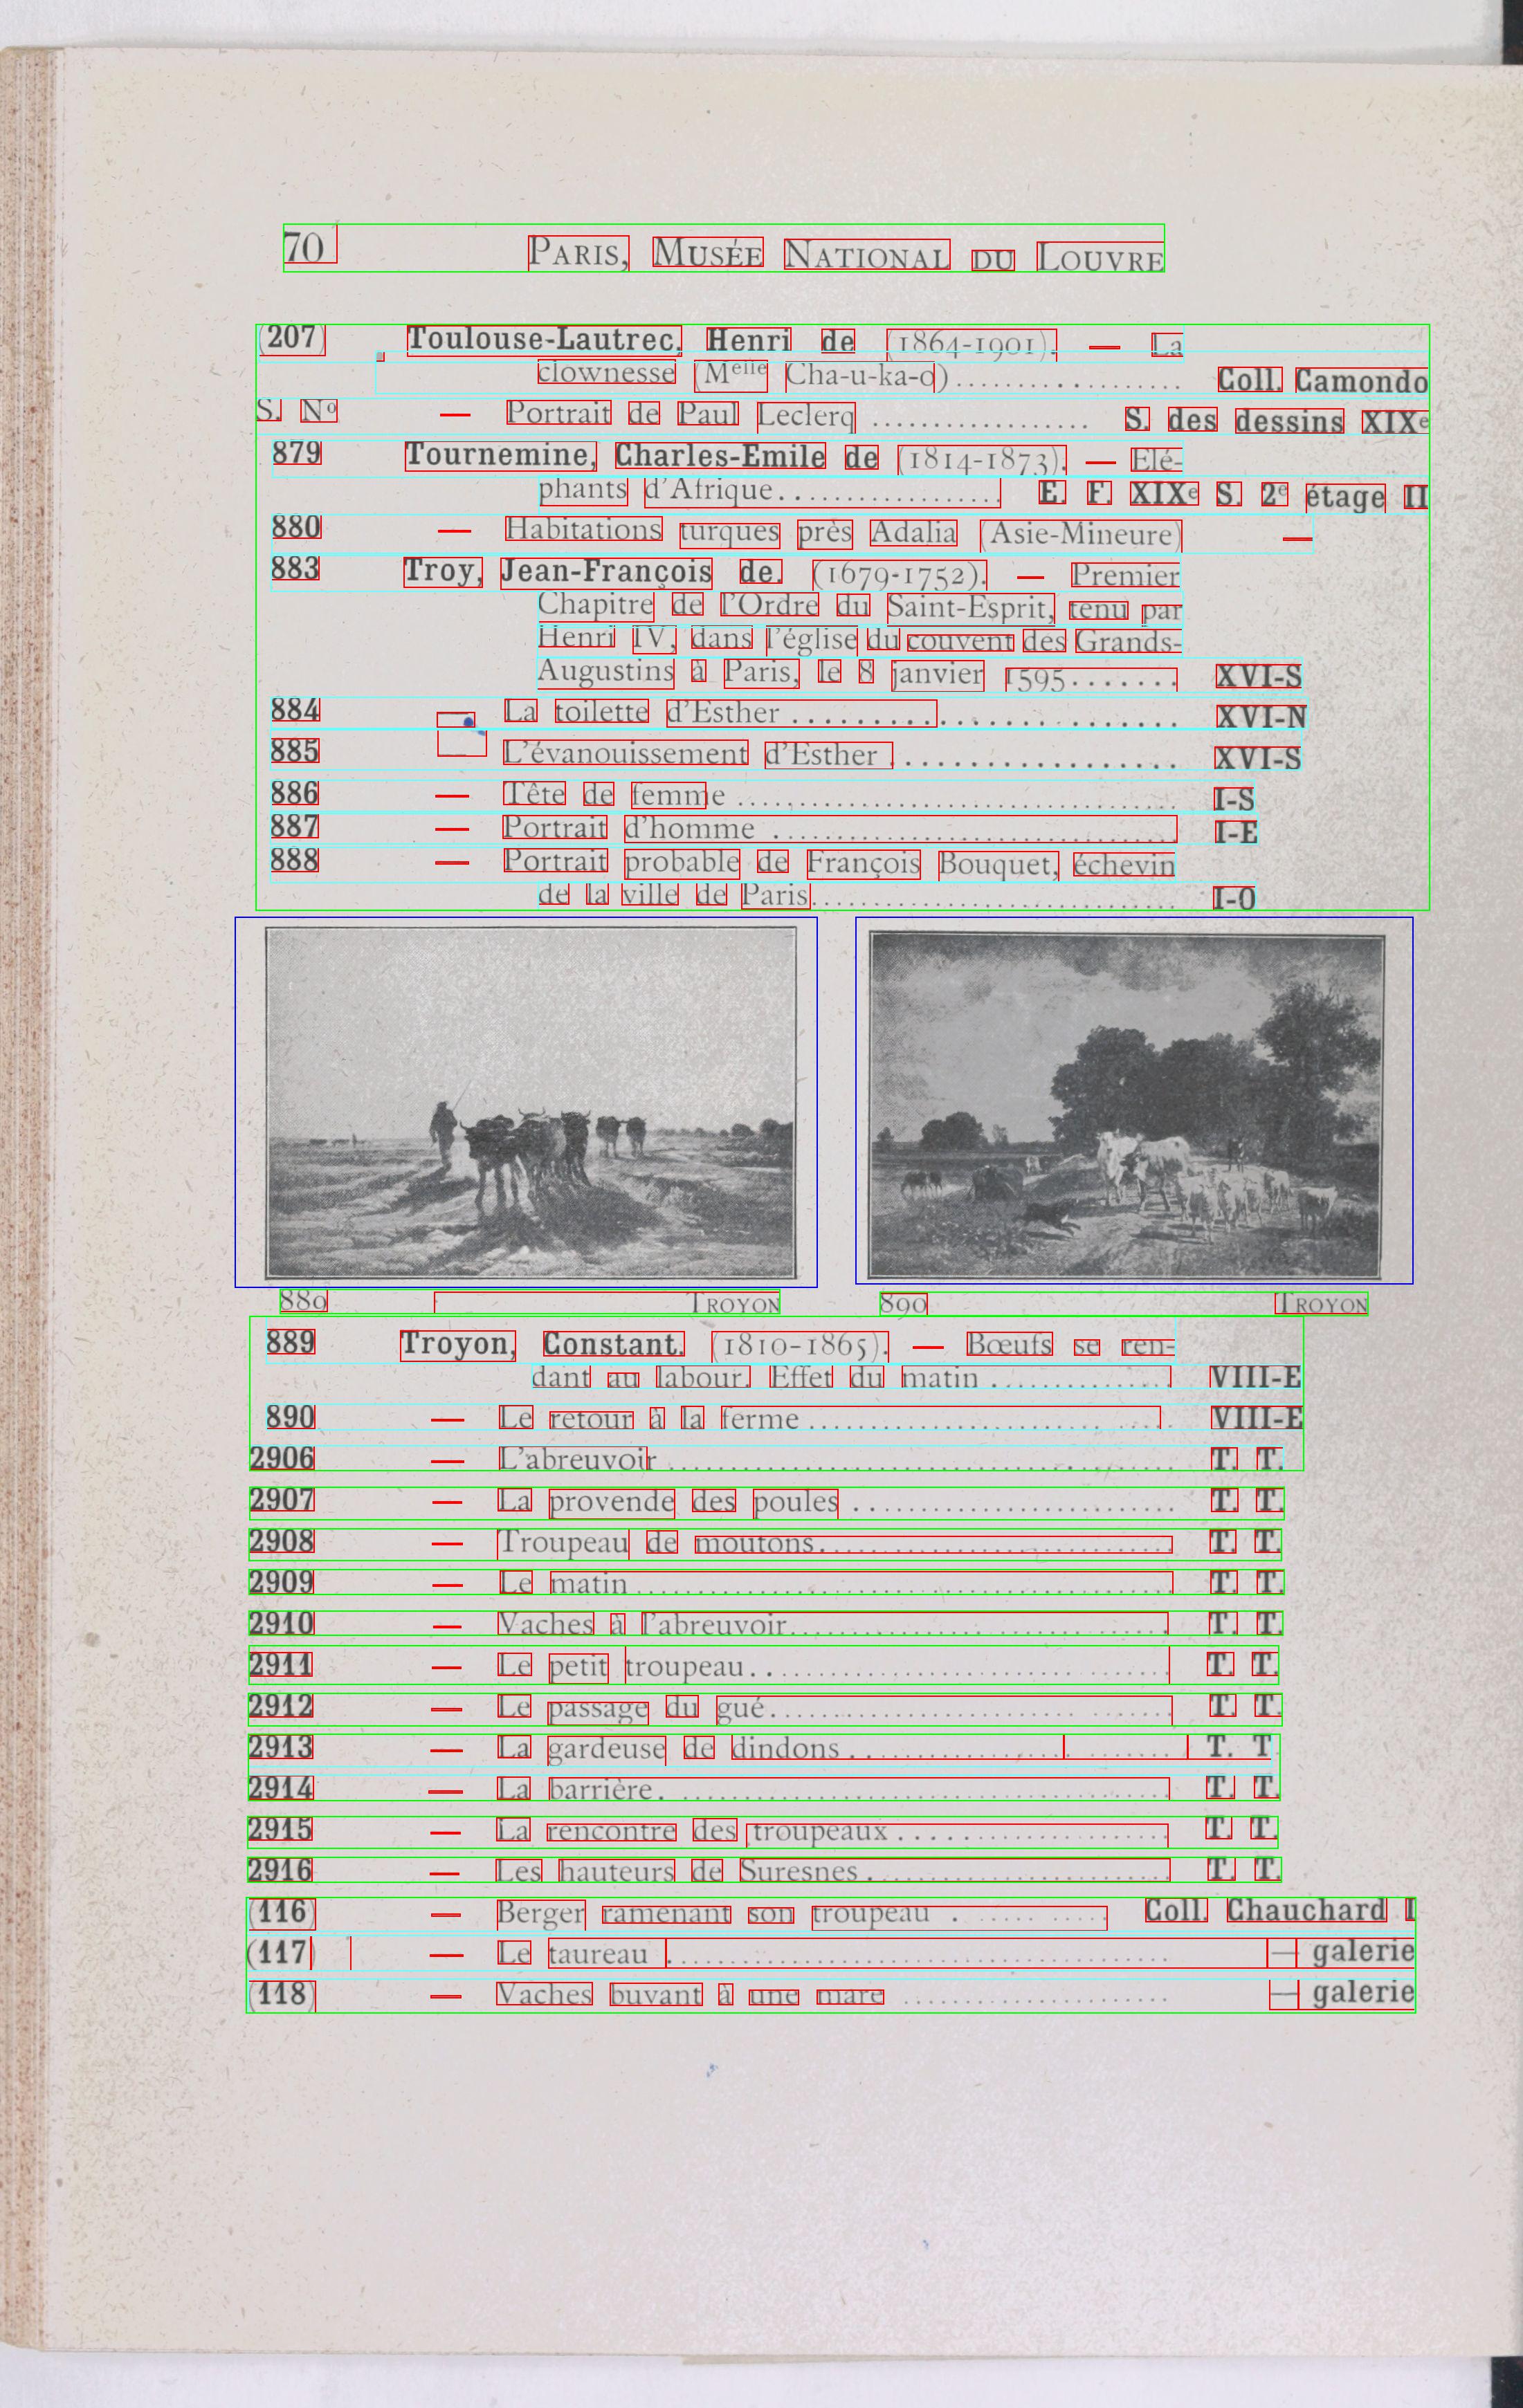 70 PARIS, MUSÉE NATIONAL DU LOUVRE
(207) Toulouse-Lautrec, Henri de (1864-1901). — La
clownesse (Melle Cha-u-ka-o) .................. Coll. Camondo
S. No — Portrait de Paul Leclerq .................. S. des dessins XIXe
879 Tournemine, Charles-Emile de (1814-1873). — Elé-
phants d'Afrique.................. E. F. XIXe S. 2e étage II
880 — Habitations turques près Adalia (Asie-Mineure) —
883 Troy, Jean-François de. (1679-1752). — Premier
Chapitre de l'Ordre du Saint-Esprit, tenu par
Henri IV, dans l'église du couvent des Grands-
Augustins à Paris, le 8 janvier 1595....... XVI-S
884 — La toilette d'Esther ........................ XVI-N
885 — L'évanouissement d'Esther .................. XVI-S
886 — Tête de femme .................................. I-S
887 — Portrait d'homme ............................... I-E
888 — Portrait probable de François Bouquet, échevin
de la ville de Paris............................. I-O
889 TROYON
890 TROYON
889 Troyon, Constant. (1810-1865). — Bœufs se ren-
dant au labour. Effet du matin ............... VIII-E
890 — Le retour à la ferme ........................... VIII-E
2906 — L'abreuvoir ..................................... T. T.
2907 — La provende des poules ......................... T. T.
2908 — Troupeau de moutons............................ T. T.
2909 — Le matin ........................................ T. T.
2910 — Vaches à l'abreuvoir............................. T. T.
2911 — Le petit troupeau............................... T. T.
2912 — Le passage du gué.............................. T. T.
2913 — La gardeuse de dindons ........................ T. T
2914 — La barrière. ..................................... T. T.
2915 — La rencontre des troupeaux .................... T. T.
2916 — Les hauteurs de Suresnes ...................... T. T.
(116) — Berger ramenant son troupeau . ............ Coll. Chauchard I
(117) — Le taureau ..................................... — galerie
(118) — Vaches buvant à une mare ..................... — galerie